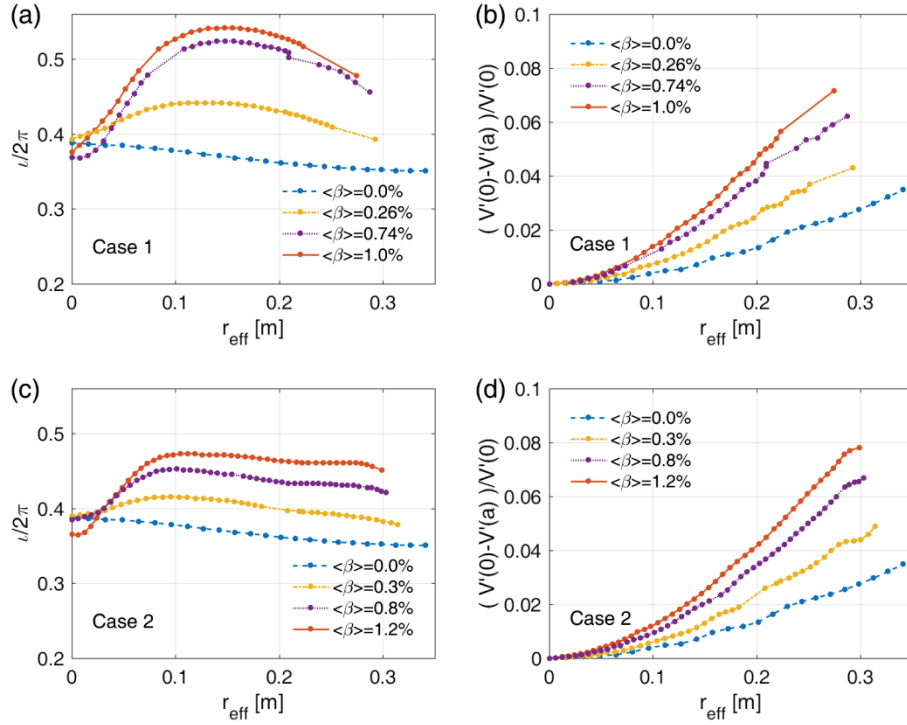 (a)
0.5
0.4
0.3
0.2
ι/2π
<β>=0.0%
<β>=0.26%
<β>=0.74%
<β>=1.0%
Case 1
0
0.1
0.2
0.3
r_eff [m]
(b)
0.1
0.08
0.06
0.04
0.02
0
( V'(0)-V'(a) )/V'(0)
<β>=0.0%
<β>=0.26%
<β>=0.74%
<β>=1.0%
Case 1
0
0.1
0.2
0.3
r_eff [m]
(c)
0.5
0.4
0.3
0.2
ι/2π
<β>=0.0%
<β>=0.3%
<β>=0.8%
<β>=1.2%
Case 2
0
0.1
0.2
0.3
r_eff [m]
(d)
0.1
0.08
0.06
0.04
0.02
0
( V'(0)-V'(a) )/V'(0)
<β>=0.0%
<β>=0.3%
<β>=0.8%
<β>=1.2%
Case 2
0
0.1
0.2
0.3
r_eff [m]